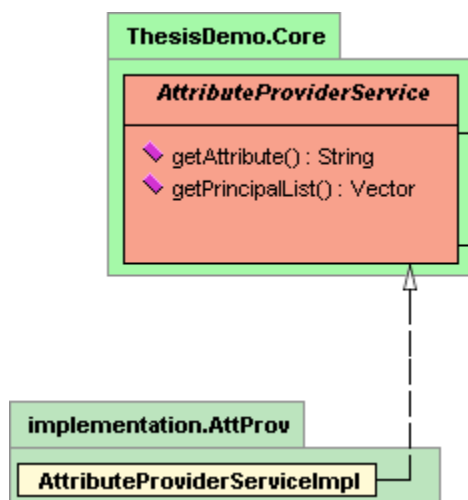 ThesisDemo.Core
AttributeProviderService
getAttribute() : String
getPrincipalList() : Vector
implementation.AttProv
AttributeProviderServiceImpl